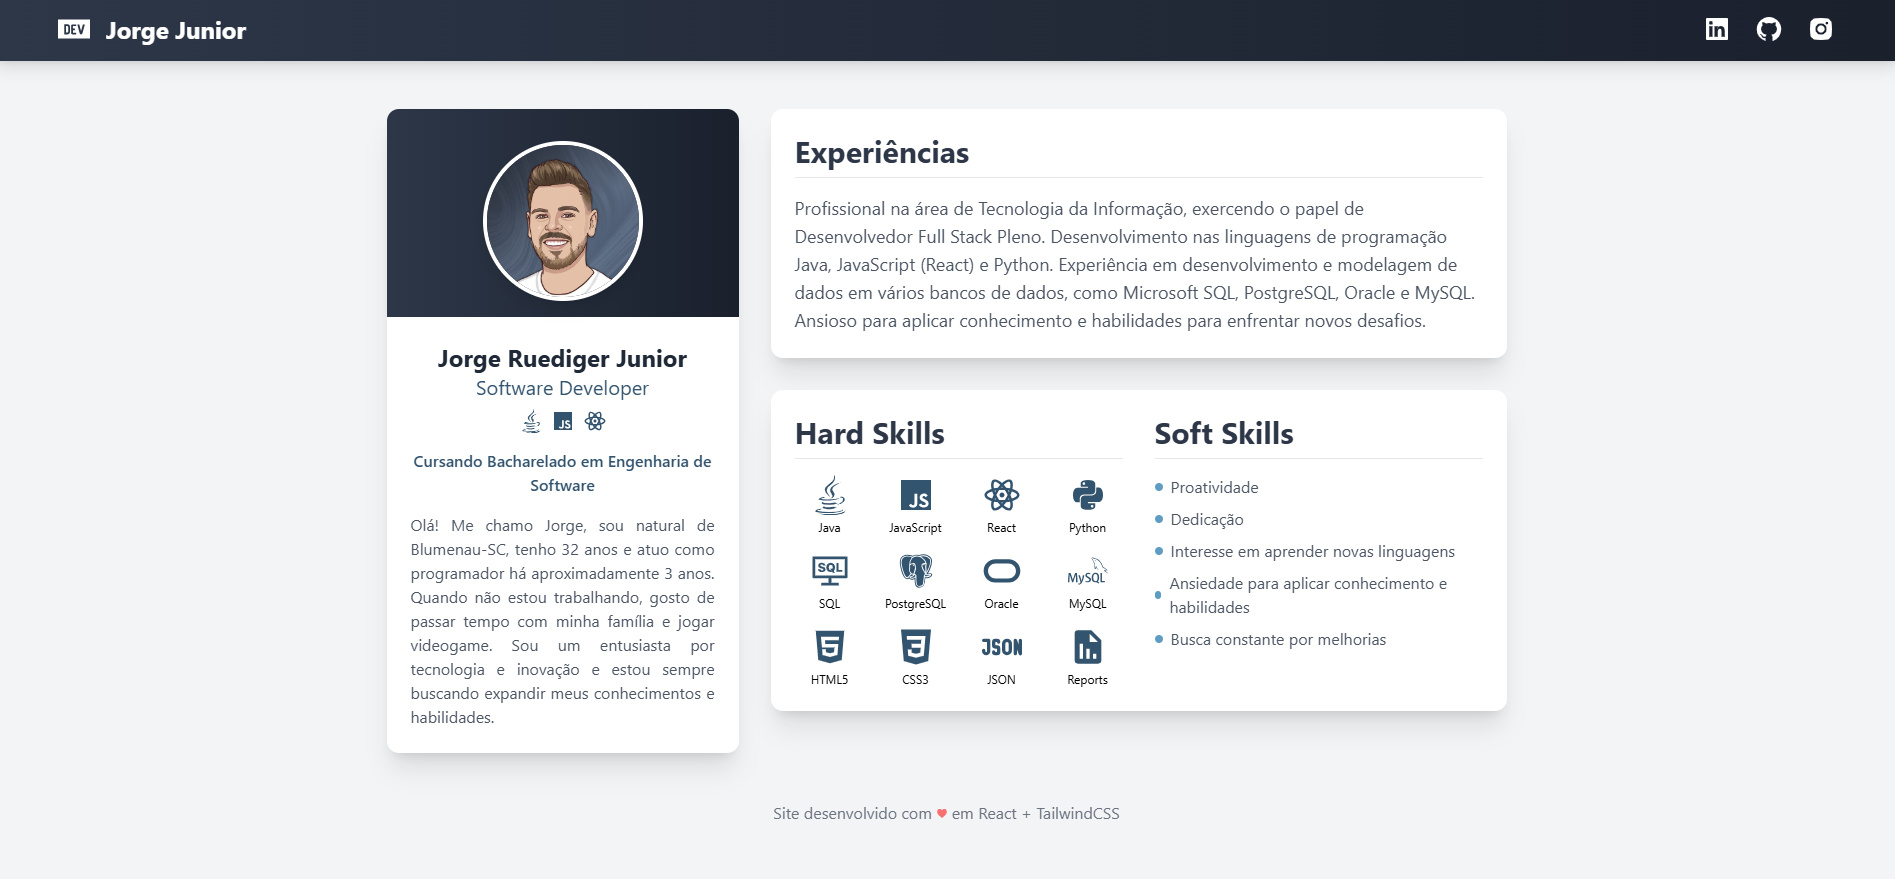 DEV Jorge Junior
Jorge Ruediger Junior
Software Developer
JS
Cursando Bacharelado em Engenharia de
Software
Olá! Me chamo Jorge, sou natural de
Blumenau-SC, tenho 32 anos e atuo como
programador há aproximadamente 3 anos.
Quando não estou trabalhando, gosto de
passar tempo com minha família e jogar
videogame. Sou um entusiasta por
tecnologia e inovação e estou sempre
buscando expandir meus conhecimentos e
habilidades.
Experiências
Profissional na área de Tecnologia da Informação, exercendo o papel de
Desenvolvedor Full Stack Pleno. Desenvolvimento nas linguagens de programação
Java, JavaScript (React) e Python. Experiência em desenvolvimento e modelagem de
dados em vários bancos de dados, como Microsoft SQL, PostgreSQL, Oracle e MySQL.
Ansioso para aplicar conhecimento e habilidades para enfrentar novos desafios.
Hard Skills
JS
Java JavaScript React Python
SQL MySQL
SQL PostgreSQL Oracle MySQL
5 3 JSON
HTML5 CSS3 JSON Reports
Soft Skills
Proatividade
Dedicação
Interesse em aprender novas linguagens
Ansiedade para aplicar conhecimento e
habilidades
Busca constante por melhorias
Site desenvolvido com ♥ em React + TailwindCSS